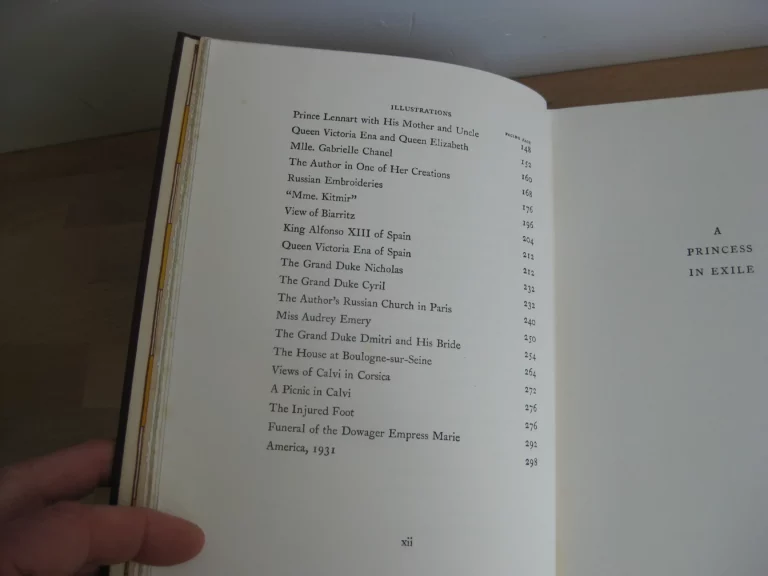 ILLUSTRATIONS
FACING PAGE
Prince Lennart with His Mother and Uncle 148
Queen Victoria Ena and Queen Elizabeth 152
Mlle. Gabrielle Chanel 160
The Author in One of Her Creations 168
Russian Embroideries 176
"Mme. Kitmir" 196
View of Biarritz 204
King Alfonso XIII of Spain 212
Queen Victoria Ena of Spain 212
The Grand Duke Nicholas 232
The Grand Duke Cyril 232
The Author's Russian Church in Paris 240
Miss Audrey Emery 250
The Grand Duke Dmitri and His Bride 254
The House at Boulogne-sur-Seine 264
Views of Calvi in Corsica 272
A Picnic in Calvi 276
The Injured Foot 276
Funeral of the Dowager Empress Marie 292
America, 1931 298
xii
A
PRINCESS
IN EXILE